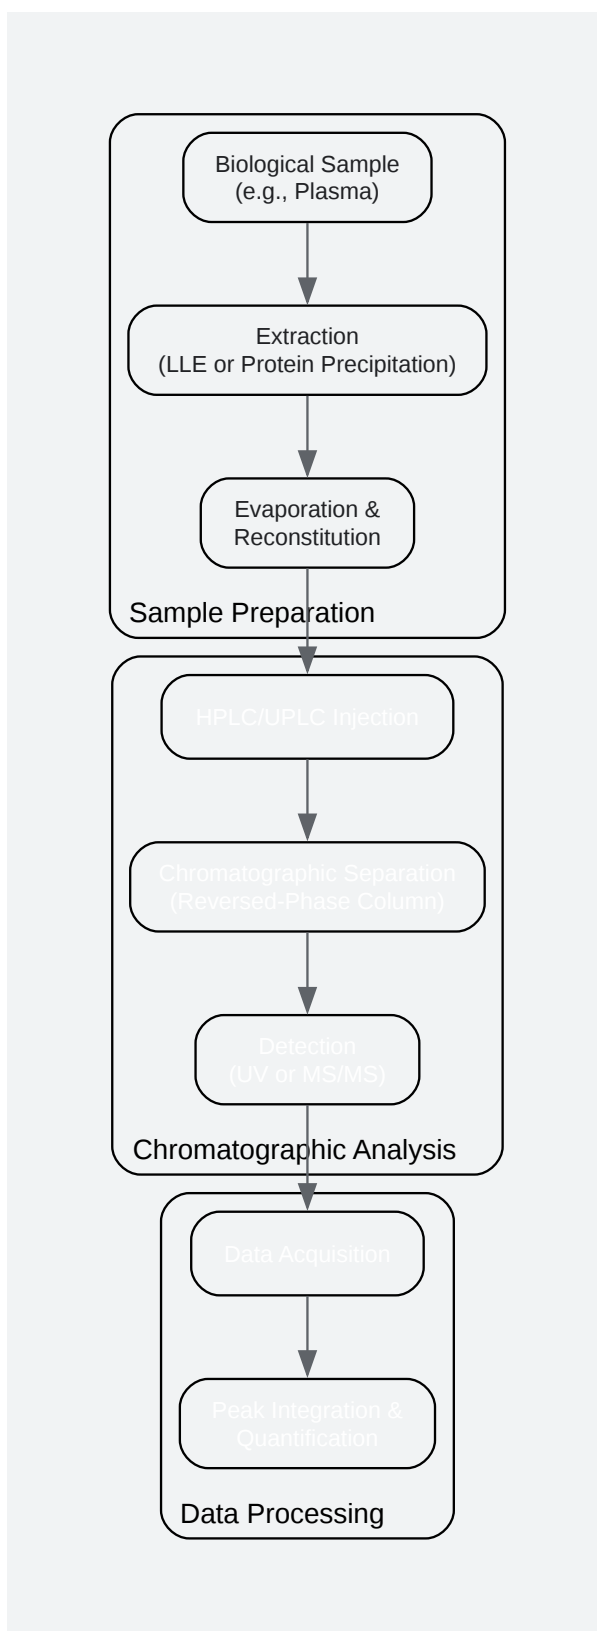 Biological Sample
(e.g., Plasma)
Extraction
(LLE or Protein Precipitation)
Evaporation &
Reconstitution
Sample Preparation
HPLC/UPLC Injection
Chromatographic Separation
(Reversed-Phase Column)
Detection
(UV or MS/MS)
Chromatographic Analysis
Data Acquisition
Peak Integration &
Quantification
Data Processing